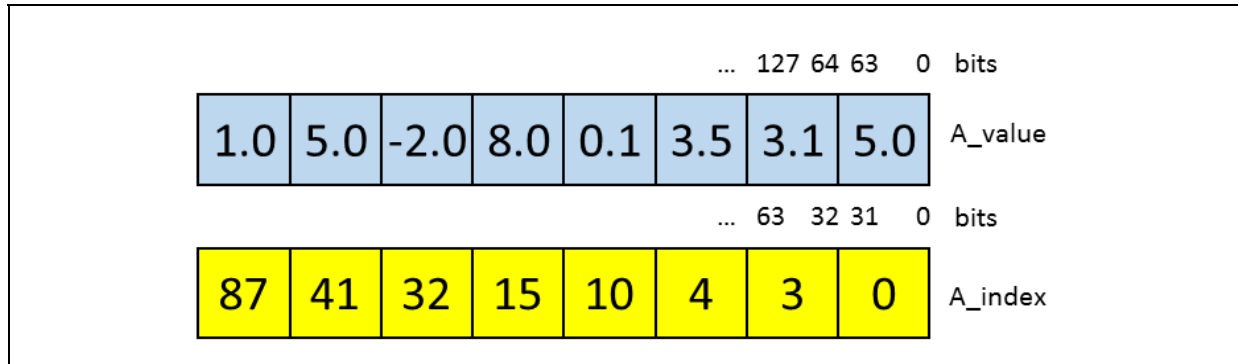 ... 127 64 63 0 bits
1.0 5.0 -2.0 8.0 0.1 3.5 3.1 5.0 A_value
... 63 32 31 0 bits
87 41 32 15 10 4 3 0 A_index